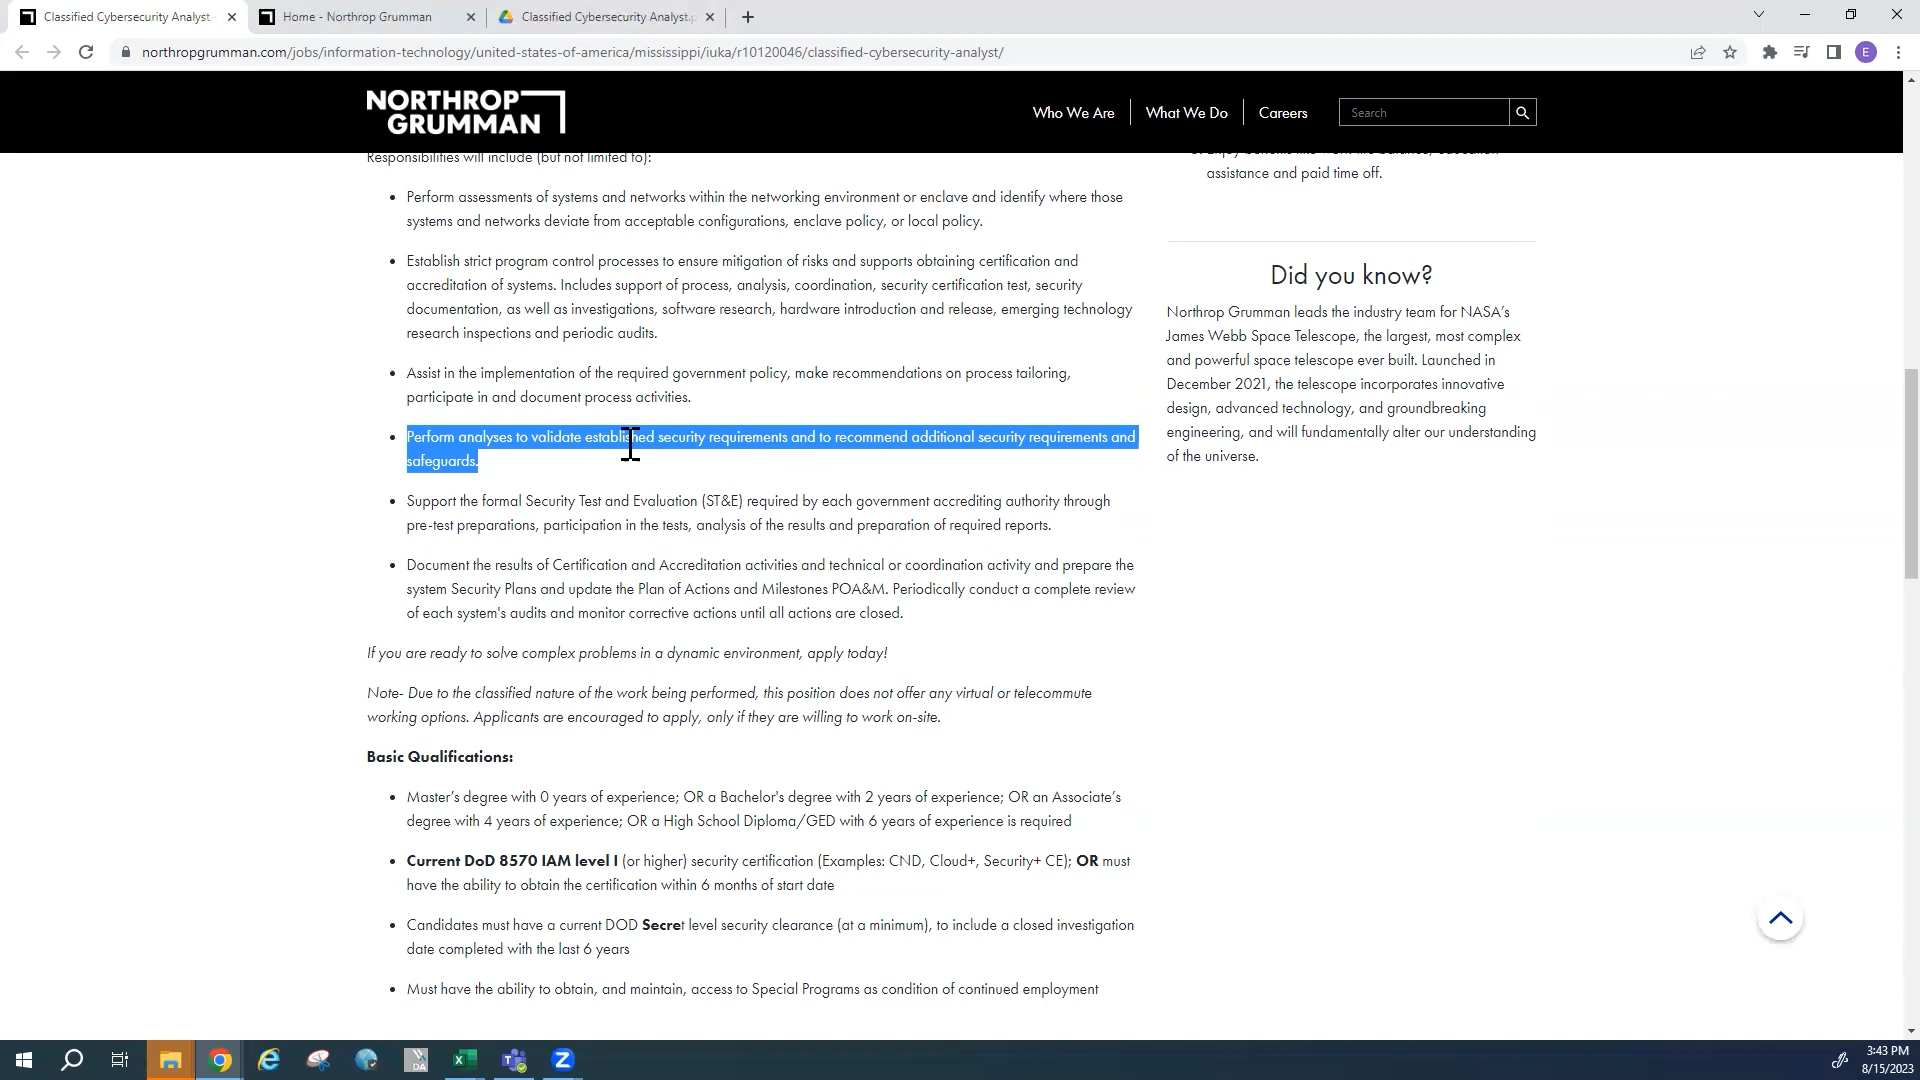 Classified Cybersecurity Analyst
Home - Northrop Grumman
Classified Cybersecurity Analyst.p
northropgrumman.com/jobs/information-technology/united-states-of-america/mississippi/iuka/r10120046/classified-cybersecurity-analyst/
E
NORTHROP
GRUMMAN
Who We Are
What We Do
Careers
Search
Responsibilities will include (but not limited to):
• Perform assessments of systems and networks within the networking environment or enclave and identify where those
systems and networks deviate from acceptable configurations, enclave policy, or local policy.
• Establish strict program control processes to ensure mitigation of risks and supports obtaining certification and
accreditation of systems. Includes support of process, analysis, coordination, security certification test, security
documentation, as well as investigations, software research, hardware introduction and release, emerging technology
research inspections and periodic audits.
• Assist in the implementation of the required government policy, make recommendations on process tailoring,
participate in and document process activities.
• Perform analyses to validate established security requirements and to recommend additional security requirements and
safeguards.
• Support the formal Security Test and Evaluation (ST&E) required by each government accrediting authority through
pre-test preparations, participation in the tests, analysis of the results and preparation of required reports.
• Document the results of Certification and Accreditation activities and technical or coordination activity and prepare the
system Security Plans and update the Plan of Actions and Milestones POA&M. Periodically conduct a complete review
of each system's audits and monitor corrective actions until all actions are closed.
If you are ready to solve complex problems in a dynamic environment, apply today!
Note- Due to the classified nature of the work being performed, this position does not offer any virtual or telecommute
working options. Applicants are encouraged to apply, only if they are willing to work on-site.
Basic Qualifications:
• Master's degree with 0 years of experience; OR a Bachelor's degree with 2 years of experience; OR an Associate's
degree with 4 years of experience; OR a High School Diploma/GED with 6 years of experience is required
• Current DoD 8570 IAM level I (or higher) security certification (Examples: CND, Cloud+, Security+ CE); OR must
have the ability to obtain the certification within 6 months of start date
• Candidates must have a current DOD Secret level security clearance (at a minimum), to include a closed investigation
date completed with the last 6 years
• Must have the ability to obtain, and maintain, access to Special Programs as condition of continued employment
assistance and paid time off.
Did you know?
Northrop Grumman leads the industry team for NASA's
James Webb Space Telescope, the largest, most complex
and powerful space telescope ever built. Launched in
December 2021, the telescope incorporates innovative
design, advanced technology, and groundbreaking
engineering, and will fundamentally alter our understanding
of the universe.
DA
3:43 PM
8/15/2023